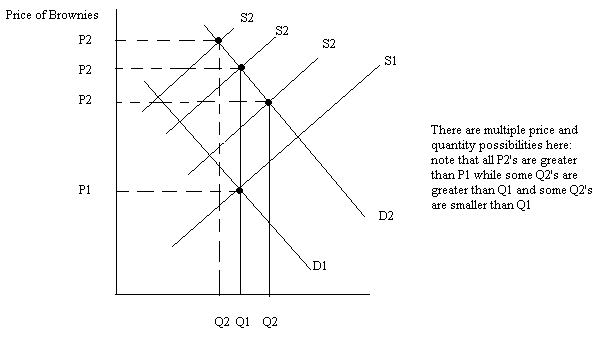 Price of Brownies
S2
P2
S2
S2
P2
S1
P2
There are multiple price and
quantity possibilities here:
note that all P2's are greater
than P1 while some Q2's are
greater than Q1 and some Q2's
are smaller than Q1
P1
D2
D1
Q2 Q1 Q2